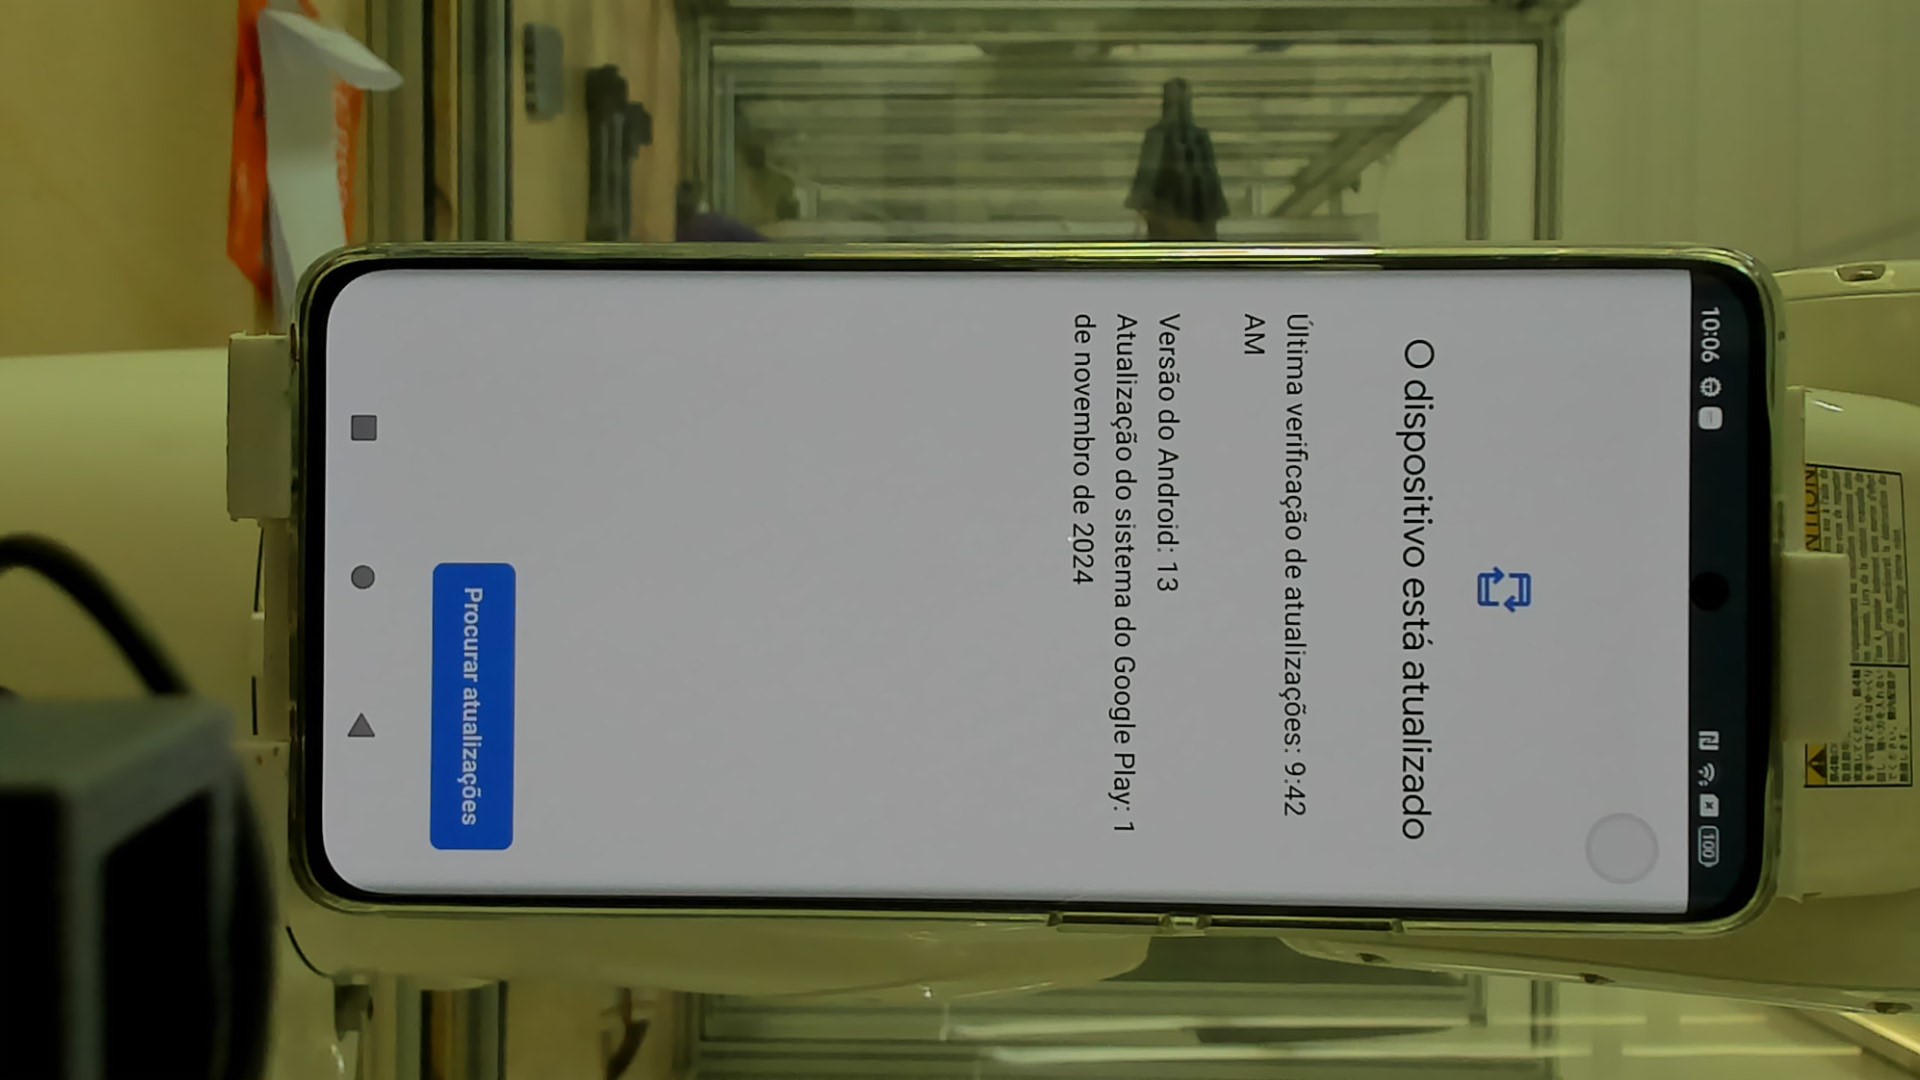 10:06
100
O dispositivo está atualizado
Última verificação de atualizações: 9:42
AM
Versão do Android: 13
Atualização do sistema do Google Play: 1
de novembro de 2024
Procurar atualizações